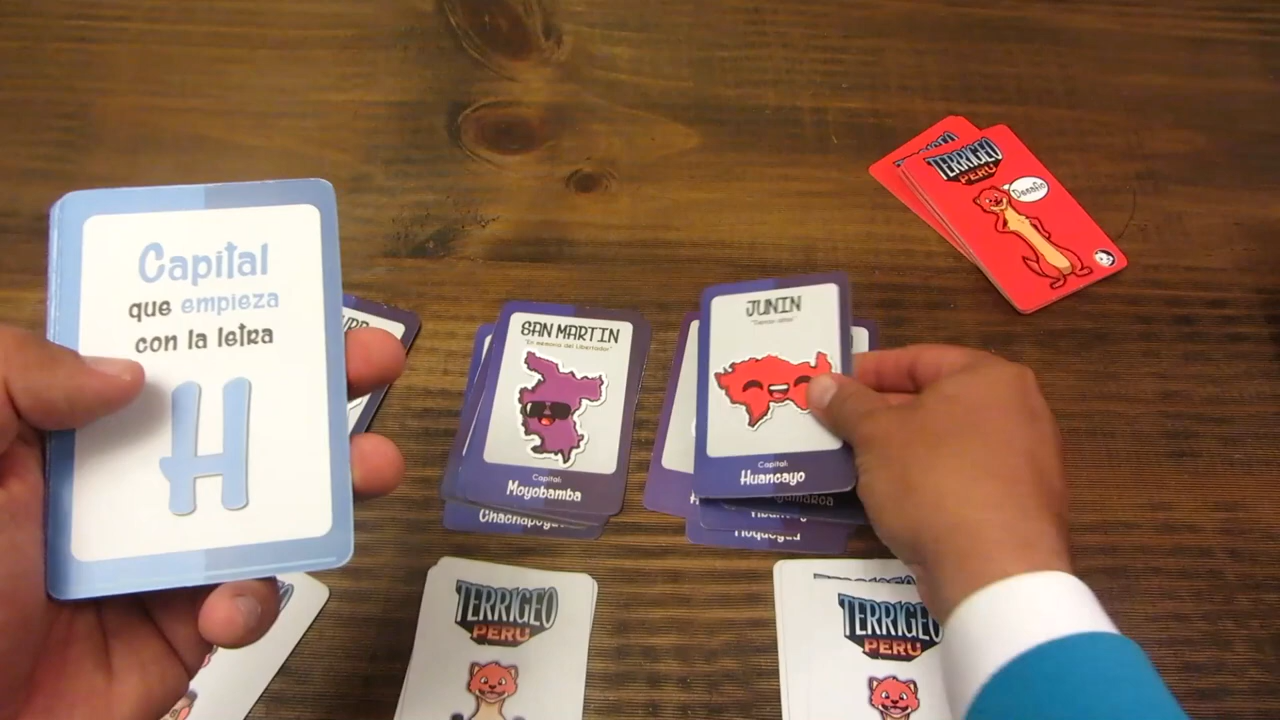 Capital
que empieza
con la letra
H
SAN MARTIN
"En memoria del Libertador"
Capital:
Moyobamba
Chachapoyas
JUNIN
Capital:
Huancayo
Moquegua
TERRIGEO
PERU
Desafío
TERRIGEO
PERU
TERRIGEO
PERU